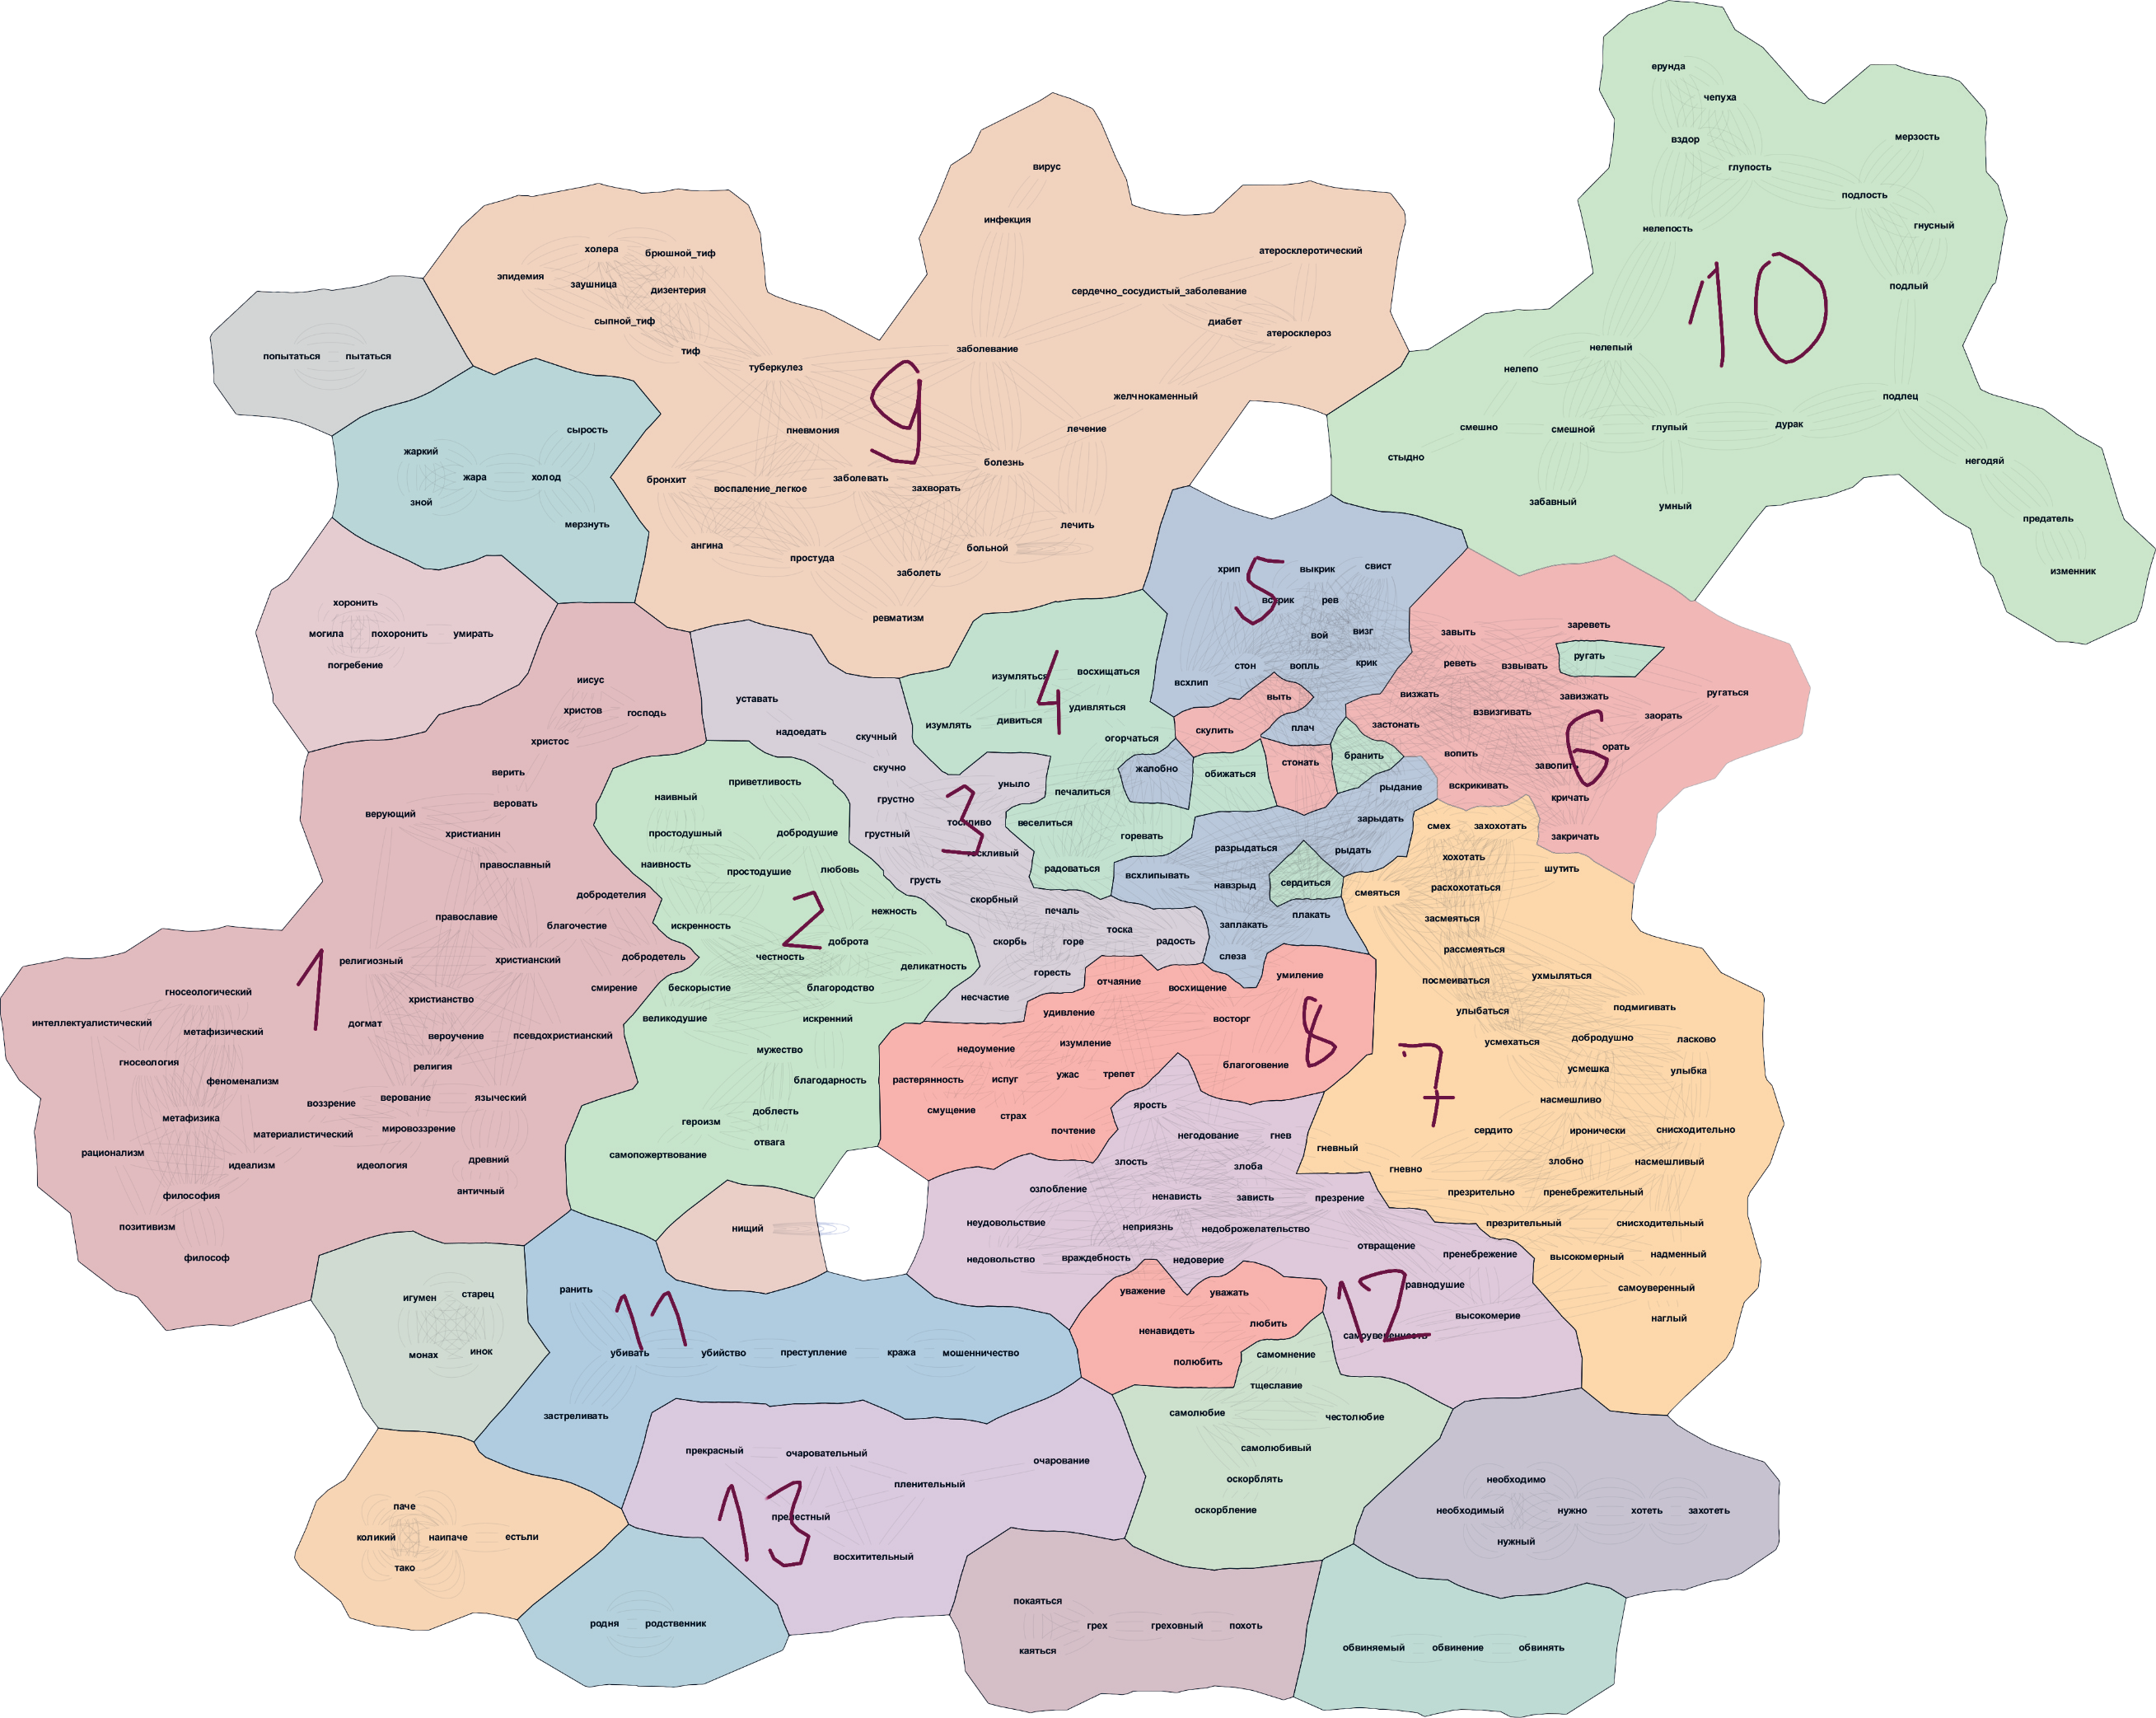 ерунда
чепуха
вздор
мерзость
глупость
подлость
нелепость
гнусный
подлый
10
нелепый
нелепо
подлец
смешно
смешной
глупый
дурак
стыдно
негодяй
забавный
умный
предатель
изменник
вирус
инфекция
холера
брюшной_тиф
эпидемия
заушница
дизентерия
сыпной_тиф
тиф
туберкулез
заболевание
атеросклеротический
сердечно_сосудистый_заболевание
диабет
атеросклероз
желчнокаменный
9
пневмония
лечение
бронхит
воспаление_легкое
заболевать
захворать
болезнь
ангина
простуда
больной
лечить
заболеть
ревматизм
попытаться
пытаться
сырость
жаркий
жара
холод
зной
мерзнуть
хоронить
могила
похоронить
умирать
погребение
хрип
5
выкрик
свист
вскрик
рев
вой
визг
стон
вопль
крик
всхлип
выть
скулить
плач
стонать
жалобно
обижаться
бранить
зареветь
завыть
ругать
реветь
взвывать
визжать
завизжать
ругаться
взвизгивать
заорать
застонать
6
орать
вопить
завопить
вскрикивать
кричать
закричать
изумляться
4
восхищаться
удивляться
изумлять
дивиться
огорчаться
печалиться
веселиться
горевать
радоваться
уставать
надоедать
скучный
скучно
уныло
грустно
3
тоскливо
грустный
тоскливый
грусть
скорбный
печаль
тоска
скорбь
горе
радость
горесть
несчастие
рыдание
зарыдать
разрыдаться
рыдать
всхлипывать
навзрыд
сердиться
плакать
заплакать
слеза
иисус
христов
господь
христос
верить
веровать
верующий
христианин
православный
добродетелия
православие
благочестие
религиозный
христианский
добродетель
1
смирение
гносеологический
христианство
интеллектуалистический
метафизический
догмат
вероучение
псевдохристианский
гносеология
религия
феноменализм
воззрение
верование
языческий
метафизика
материалистический
мировоззрение
рационализм
идеализм
идеология
древний
философия
античный
позитивизм
философ
приветливость
наивный
простодушный
добродушие
наивность
простодушие
любовь
2
нежность
искренность
доброта
честность
деликатность
бескорыстие
благородство
великодушие
искренний
мужество
благодарность
доблесть
героизм
отвага
самопожертвование
отчаяние
восхищение
умиление
удивление
восторг
8
недоумение
изумление
благоговение
растерянность
испуг
ужас
трепет
смущение
страх
почтение
смех
захохотать
хохотать
шутить
смеяться
расхохотаться
засмеяться
рассмеяться
посмеиваться
ухмыляться
улыбаться
подмигивать
7
усмехаться
добродушно
ласково
усмешка
улыбка
насмешливо
сердито
иронически
снисходительно
гневный
гневно
злобно
насмешливый
презрительно
пренебрежительный
презрительный
снисходительный
высокомерный
надменный
самоуверенный
наглый
ярость
негодование
гнев
злость
злоба
озлобление
ненависть
зависть
презрение
неудовольствие
неприязнь
недоброжелательство
недовольство
враждебность
недоверие
отвращение
пренебрежение
12
равнодушие
высокомерие
самоуверенность
нищий
уважение
уважать
ненавидеть
любить
полюбить
самомнение
тщеславие
самолюбие
честолюбие
самолюбивый
оскорблять
оскорбление
игумен
старец
монах
инок
ранить
11
убивать
убийство
преступление
кража
мошенничество
застреливать
прекрасный
очаровательный
очарование
пленительный
13
прелестный
восхитительный
паче
коликий
наипаче
естьли
тако
родня
родственник
необходимо
необходимый
нужно
хотеть
захотеть
нужный
покаяться
грех
греховный
похоть
каяться
обвиняемый
обвинение
обвинять